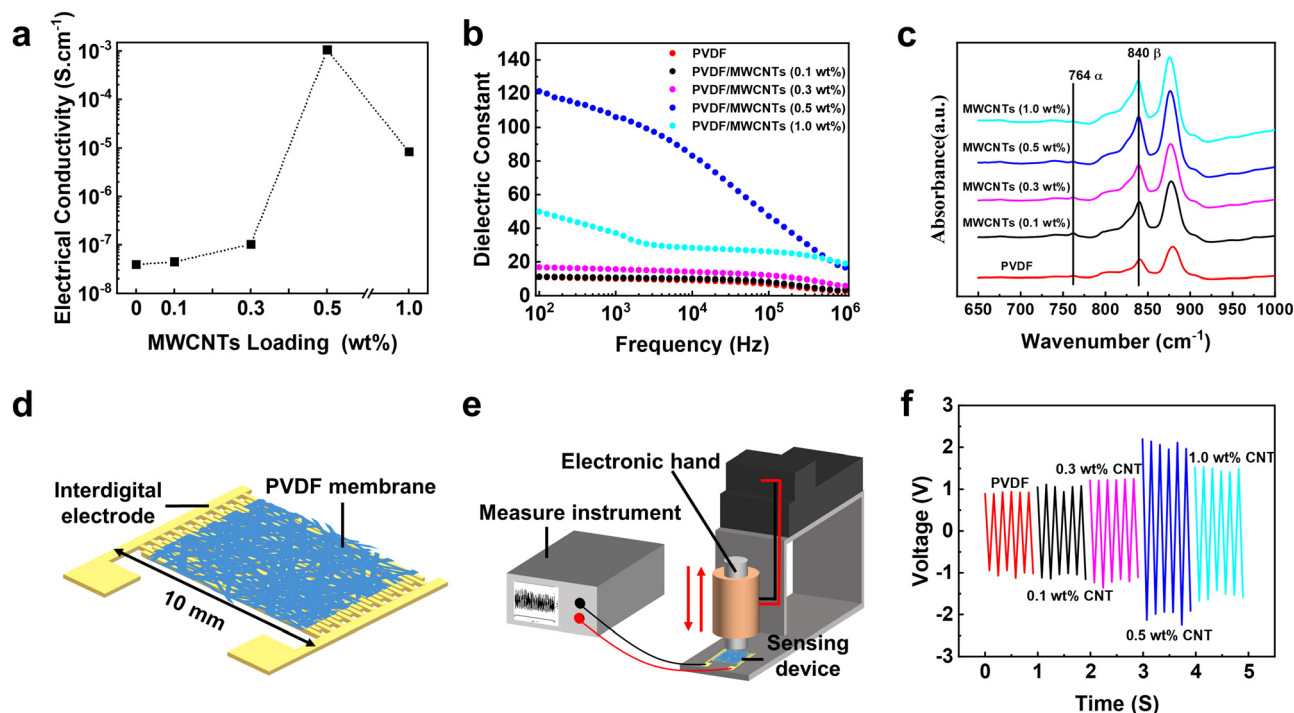 a
Electrical Conductivity (S.cm⁻¹)
10⁻³
10⁻⁴
10⁻⁵
10⁻⁶
10⁻⁷
10⁻⁸
0
0.1
0.3
0.5
1.0
MWCNTs Loading (wt%)
b
Dielectric Constant
140
120
100
80
60
40
20
0
PVDF
PVDF/MWCNTs (0.1 wt%)
PVDF/MWCNTs (0.3 wt%)
PVDF/MWCNTs (0.5 wt%)
PVDF/MWCNTs (1.0 wt%)
10²
10³
10⁴
10⁵
10⁶
Frequency (Hz)
c
Absorbance(a.u.)
764 α
840 β
MWCNTs (1.0 wt%)
MWCNTs (0.5 wt%)
MWCNTs (0.3 wt%)
MWCNTs (0.1 wt%)
PVDF
650
700
750
800
850
900
950
1000
Wavenumber (cm⁻¹)
d
Interdigital
electrode
PVDF membrane
10 mm
e
Electronic hand
Measure instrument
Sensing
device
f
Voltage (V)
3
2
1
0
-1
-2
-3
PVDF
0.1 wt% CNT
0.3 wt% CNT
0.5 wt% CNT
1.0 wt% CNT
0
1
2
3
4
5
Time (S)